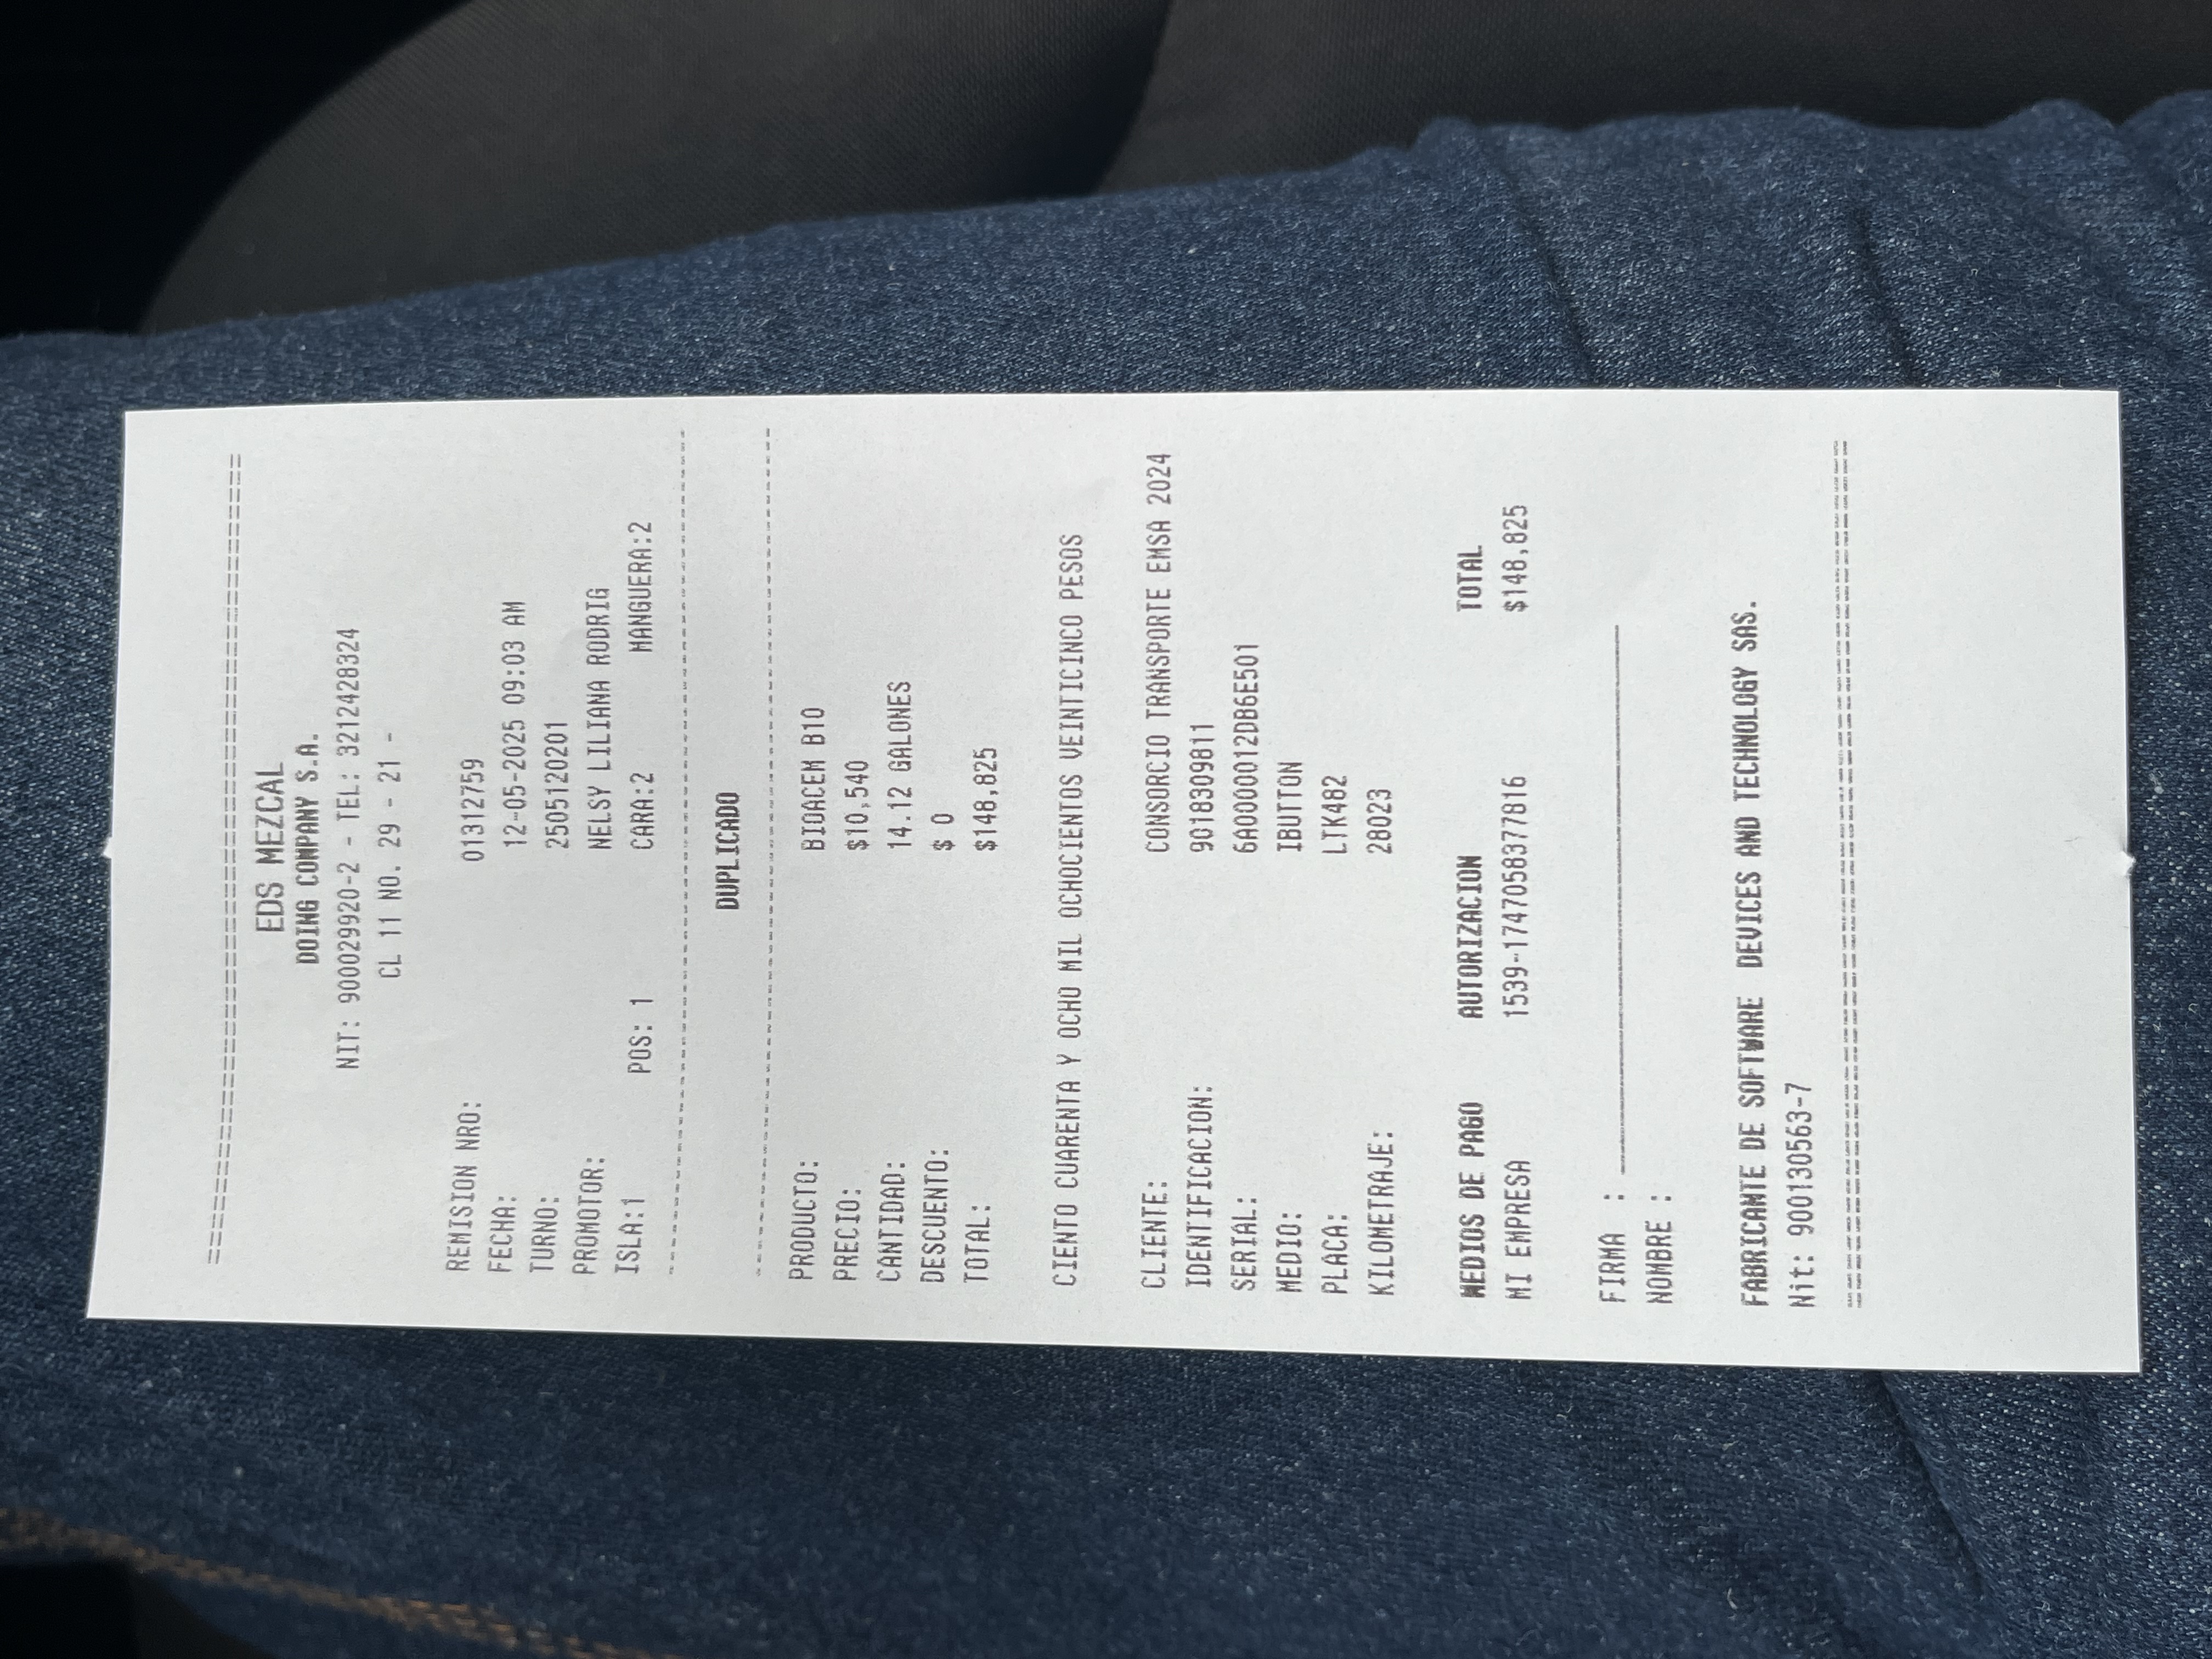 ================================================
EDS MEZCAL
DOING COMPANY S.A.
NIT: 900029920-2 - TEL: 3212428324
CL 11 NO. 29 - 21 -
REMISION NRO: 01312759
FECHA: 12-05-2025 09:03 AM
TURNO: 2505120201
PROMOTOR: NELSY LILIANA RODRIG
ISLA:1 POS: 1 CARA:2 MANGUERA:2
------------------------------------------------
DUPLICADO
------------------------------------------------
PRODUCTO: BIOACEM B10
PRECIO: $10,540
CANTIDAD: 14.12 GALONES
DESCUENTO: $ 0
TOTAL: $148,825
CIENTO CUARENTA Y OCHO MIL OCHOCIENTOS VEINTICINCO PESOS
CLIENTE: CONSORCIO TRANSPORTE EMSA 2024
IDENTIFICACION: 9018309811
SERIAL: 6A0000012DB6E501
MEDIO: IBUTTON
PLACA: LTK482
KILOMETRAJE: 28023
MEDIOS DE PAGO AUTORIZACION TOTAL
MI EMPRESA 1539-1747058377816 $148,825
FIRMA : ______________________________
NOMBRE :
FABRICANTE DE SOFTWARE DEVICES AND TECHNOLOGY SAS.
Nit: 900130563-7
================================================